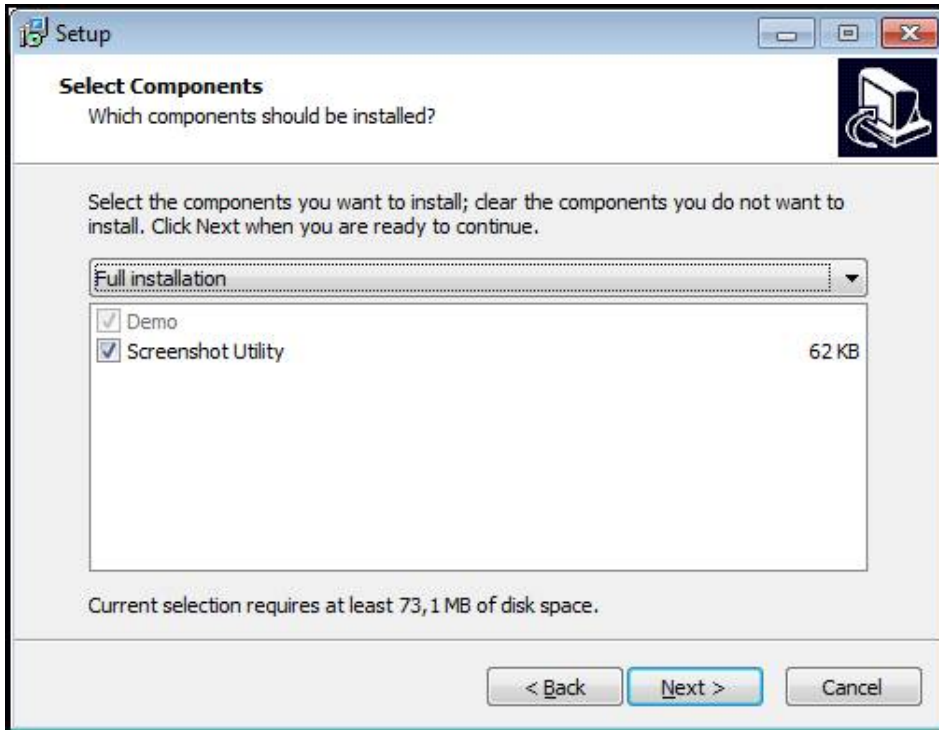 Setup
Select Components
Which components should be installed?
Select the components you want to install; clear the components you do not want to
install. Click Next when you are ready to continue.
Full installation
Demo
Screenshot Utility 62 KB
Current selection requires at least 73,1 MB of disk space.
< Back Next > Cancel